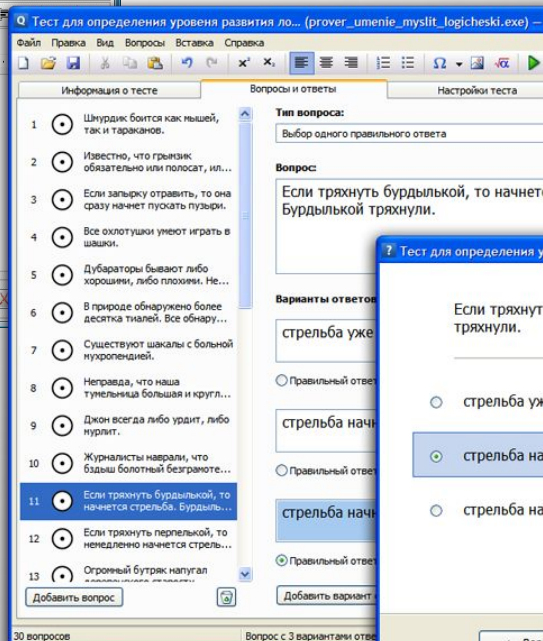 Тест для определения уровеня развития ло... (prover_umenie_myslit_logicheski.exe) –
Файл Правка Вид Вопросы Вставка Справка
Информация о тесте
Вопросы и ответы
Настройки теста
1 Шмурдик боится как мышей,
так и тараканов.
2 Известно, что грымзик
обязательно или полосат, ил...
3 Если запырку отравить, то она
сразу начнет пускать пузыри.
4 Все охлотушки умеют играть в
шашки.
5 Дубараторы бывают либо
хорошими, либо плохими. Не...
6 В природе обнаружено более
десятка тиалей. Все обнару...
7 Существуют шакалы с больной
нухропендией.
8 Неправда, что наша
тумельница большая и кругл...
9 Джон всегда либо урдит, либо
нурлит.
10 Журналисты наврали, что
бздыш болотный безграмоте...
11 Если тряхнуть бурдылькой, то
начнется стрельба. Бурдыль...
12 Если тряхнуть перпелькой, то
немедленно начнется стрель...
13 Огромный бутряк напугал
Добавить вопрос
30 вопросов
Тип вопроса:
Выбор одного правильного ответа
Вопрос:
Если тряхнуть бурдылькой, то начнетс
Бурдылькой тряхнули.
Варианты ответов
стрельба уже
Правильный ответ
стрельба нач
Правильный ответ
стрельба нач
Правильный ответ
Добавить вариант
Вопрос с 3 вариантами отве
Тест для определения у
Если тряхнут
тряхнули.
стрельба уж
стрельба на
стрельба на